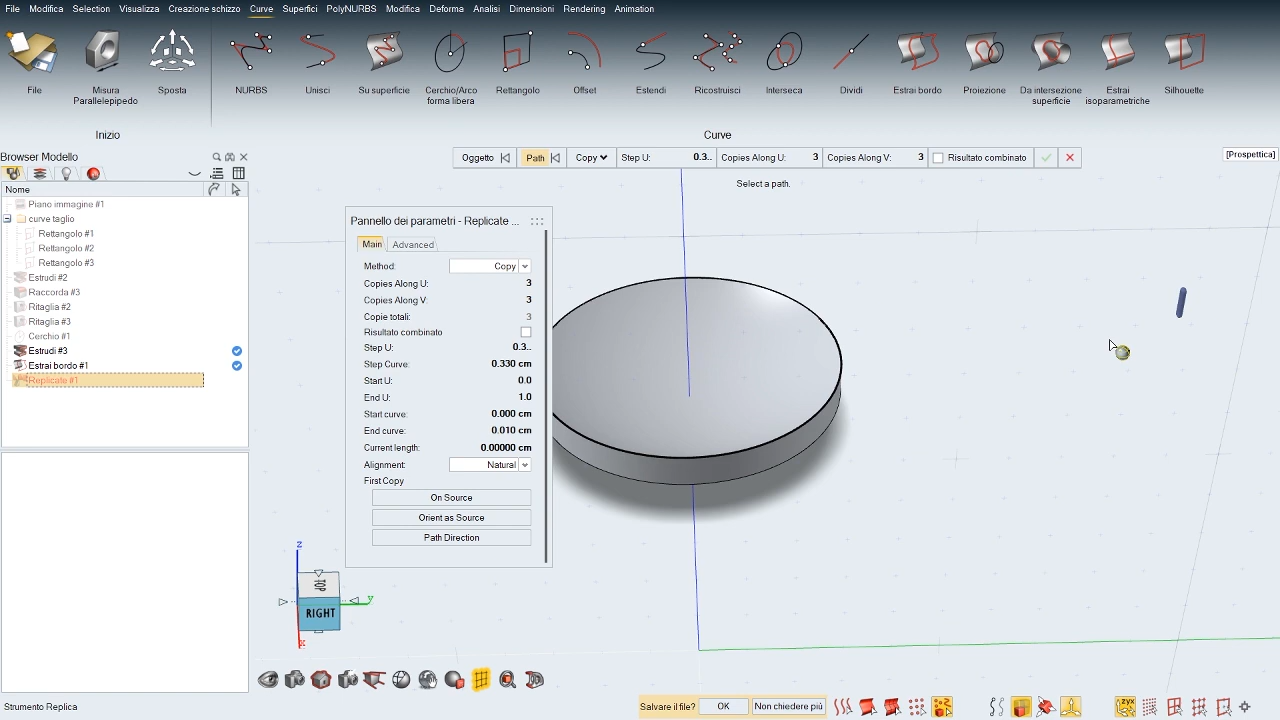 File Modifica Selection Visualizza Creazione schizzo Curve Superfici PolyNURBS Modifica Deforma Analisi Dimensioni Rendering Animation
File Misura Parallelepipedo Sposta
Inizio
NURBS Unisci Su superficie Cerchio/Arco forma libera Rettangolo Offset Estendi Ricostruisci Interseca Dividi Estrai bordo Proiezione Da intersezione superficie Estrai isoparametriche Silhouette
Curve
Browser Modello
Nome
Piano immagine #1
curve taglio
Rettangolo #1
Rettangolo #2
Rettangolo #3
Estrudi #2
Raccorda #3
Ritaglia #2
Ritaglia #3
Cerchio #1
Estrudi #3
Estrai bordo #1
Replicate #1
Oggetto Path Copy Step U: 0.3.. Copies Along U: 3 Copies Along V: 3 Risultato combinato
Select a path.
[Prospettica]
Pannello dei parametri - Replicate ...
Main Advanced
Method: Copy
Copies Along U: 3
Copies Along V: 3
Copie totali: 3
Risultato combinato
Step U: 0.3..
Step Curve: 0.330 cm
Start U: 0.0
End U: 1.0
Start curve: 0.000 cm
End curve: 0.010 cm
Current length: 0.00000 cm
Alignment: Natural
First Copy
On Source
Orient as Source
Path Direction
z
TOP
y
RIGHT
x
Strumento Replica
Salvare il file? OK Non chiedere più
zyx